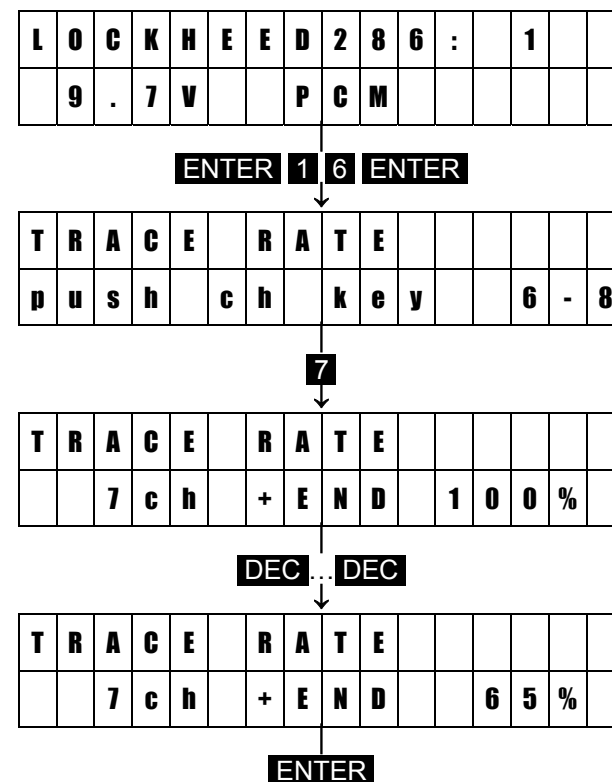 LOCKHEED286: 1
9.7V PCM
ENTER 1 6 ENTER
TRACE RATE
push ch key 6-8
7
TRACE RATE
7ch +END 100%
DEC...DEC
TRACE RATE
7ch +END 65%
ENTER